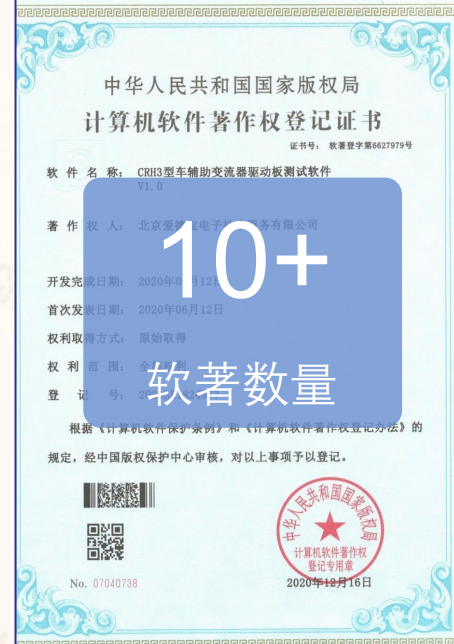 中华人民共和国国家版权局
计算机软件著作权登记证书
证书号： 软著登字第6627979号
软件名称： CRH3型车辅助变流器驱动板测试软件
V1.0
著作权人： 北京爱
电子
服务有限公司
10+
开发完成日期： 2020年0
月12日
首次发表日期： 2020年06月12日
权利取得方式： 原始取得
权利范围： 全部权利
软著数量
登记号：
根据《计算机软件保护条例》和《计算机软件著作权登记办法》的
规定，经中国版权保护中心审核，对以上事项予以登记。
中华人民共和国国家版权局
计算机软件著作权
登记专用章
No. 07040738
2020年12月16日